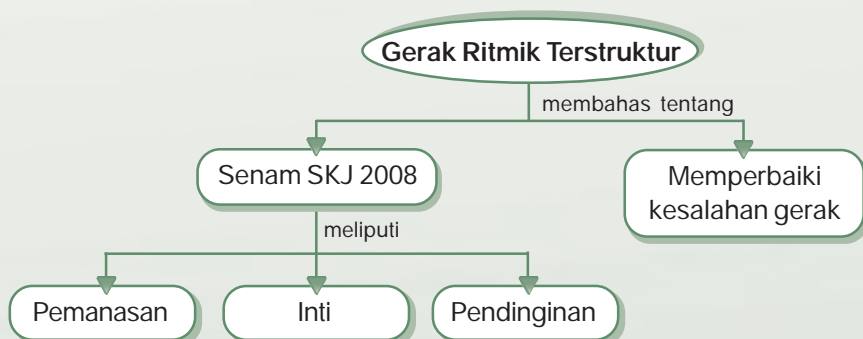 Gerak Ritmik Terstruktur
membahas tentang
Senam SKJ 2008
Memperbaiki
kesalahan gerak
meliputi
Pemanasan
Inti
Pendinginan